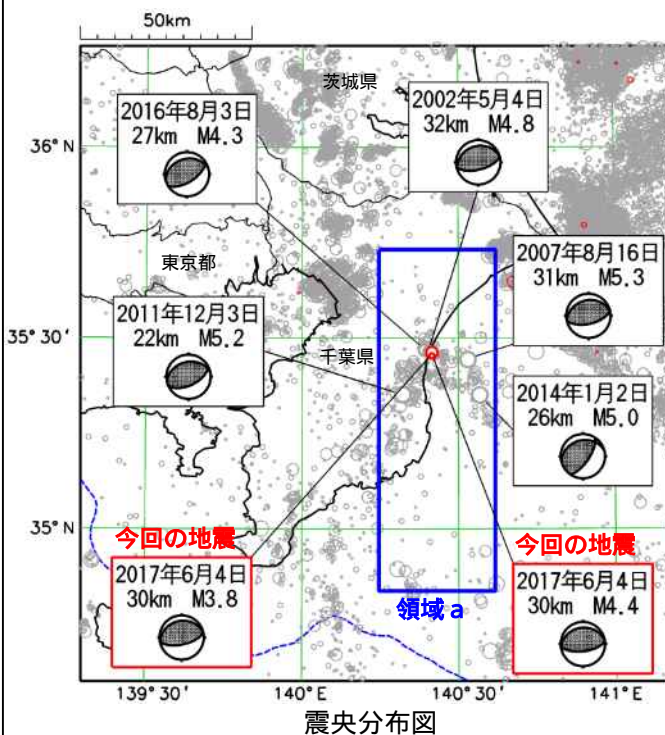 50km
茨城県
2016年8月3日
27km M4.3
2002年5月4日
32km M4.8
36°N
東京都
2007年8月16日
31km M5.3
2011年12月3日
22km M5.2
35°30'
千葉県
2014年1月2日
26km M5.0
35°N
今回の地震
2017年6月4日
30km M3.8
今回の地震
2017年6月4日
30km M4.4
領域a
139°30'
140°E
140°30'
141°E
震央分布図